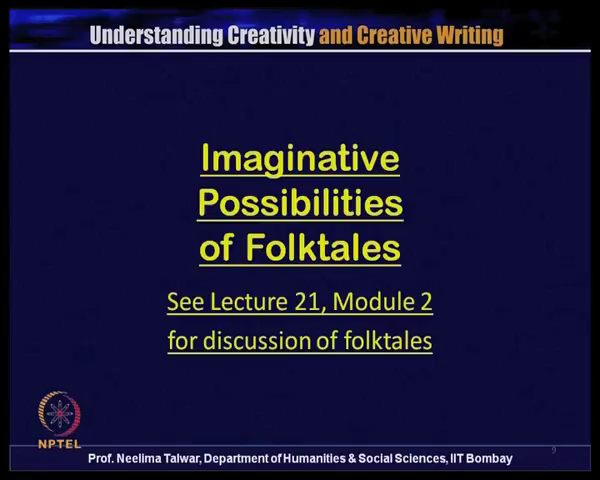 Understanding Creativity and Creative Writing
Imaginative
Possibilities
of Folktales
See Lecture 21, Module 2
for discussion of folktales
NPTEL
9
Prof. Neelima Talwar, Department of Humanities & Social Sciences, IIT Bombay